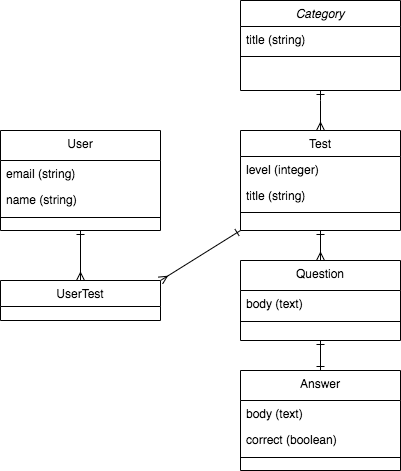 Category
title (string)
User
email (string)
name (string)
Test
level (integer)
title (string)
UserTest
Question
body (text)
Answer
body (text)
correct (boolean)